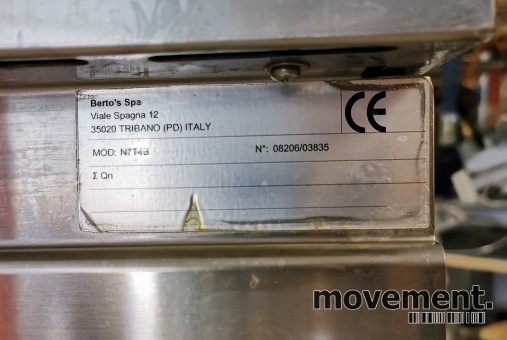 Berto's Spa
Viale Spagna 12
35020 TRIBANO (PD) ITALY
CE
MOD: N7T4B N°: 08206/03835
Σ Qn
movement.